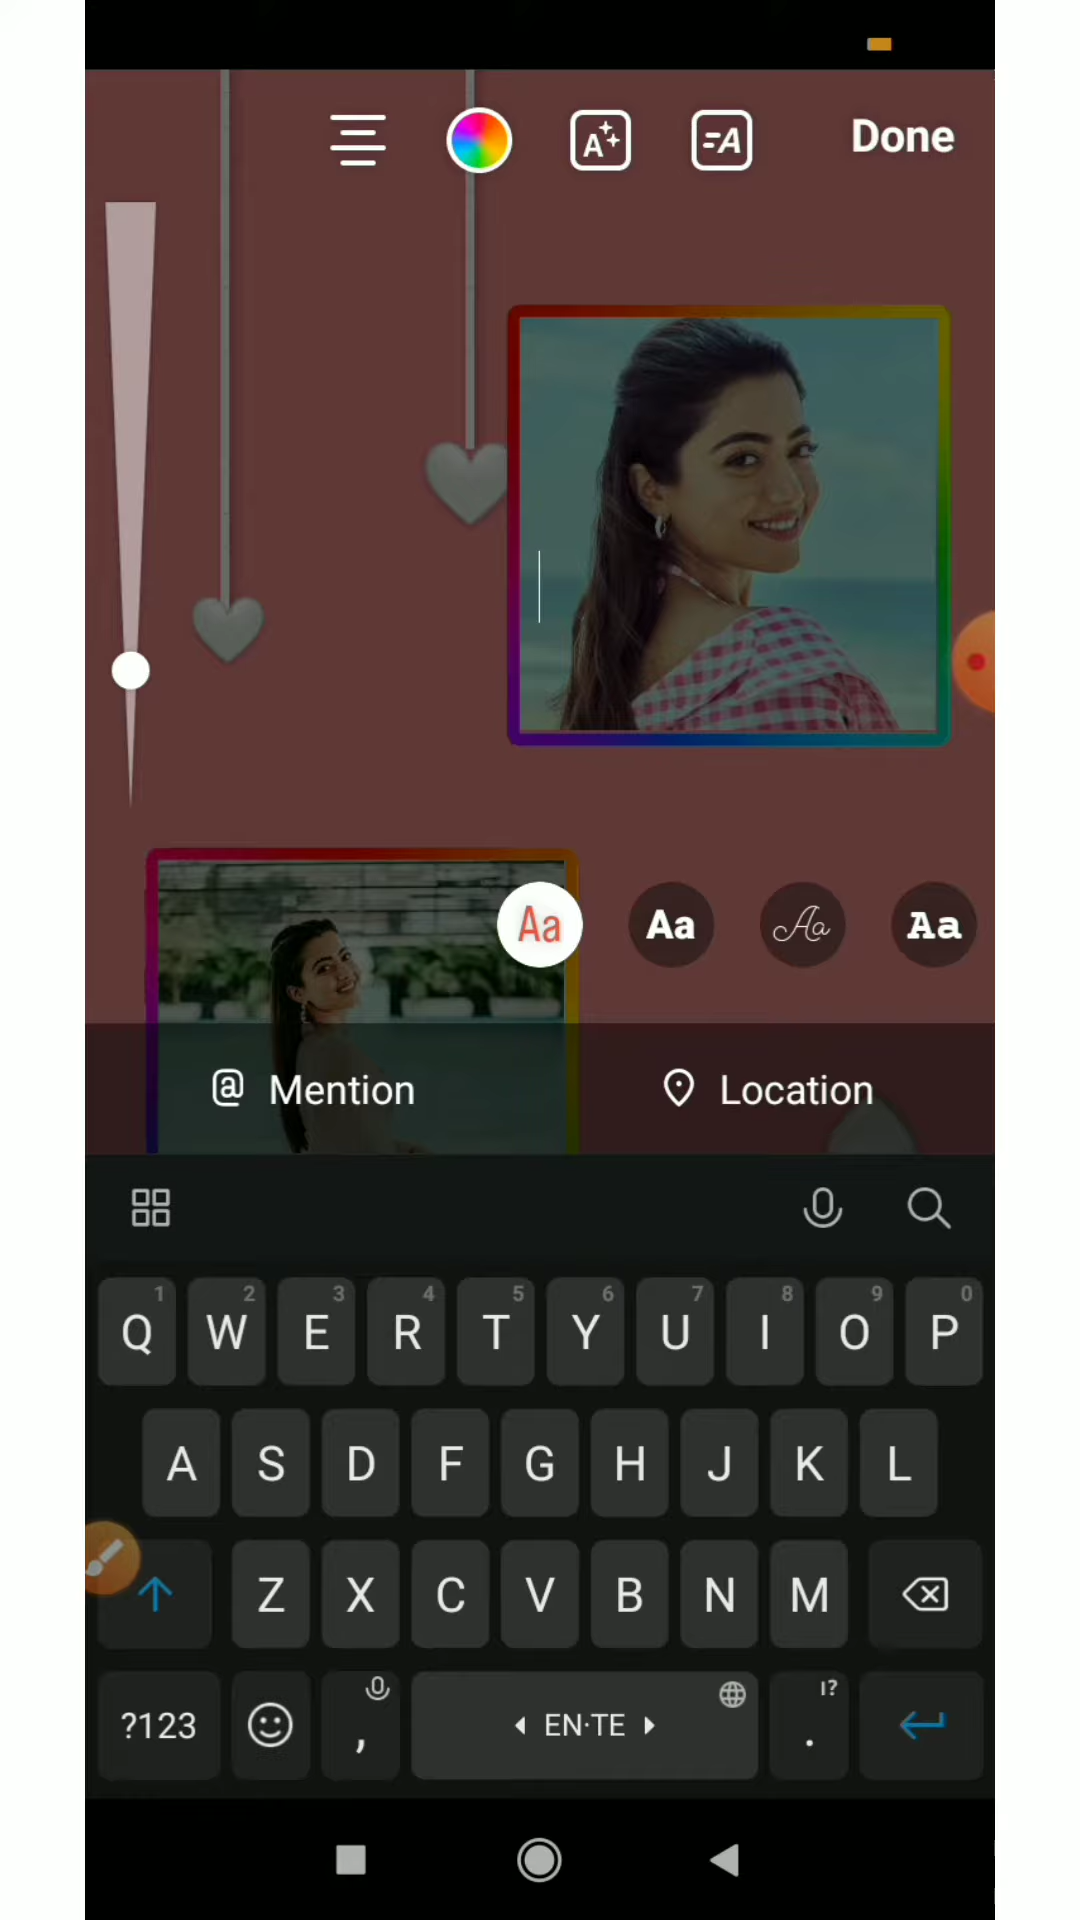 A =A Done
Aa Aa Aa Aa
@ Mention Location
1 2 3 4 5 6 7 8 9 0
Q W E R T Y U I O P
A S D F G H J K L
Z X C V B N M
!?
?123 , EN·TE .